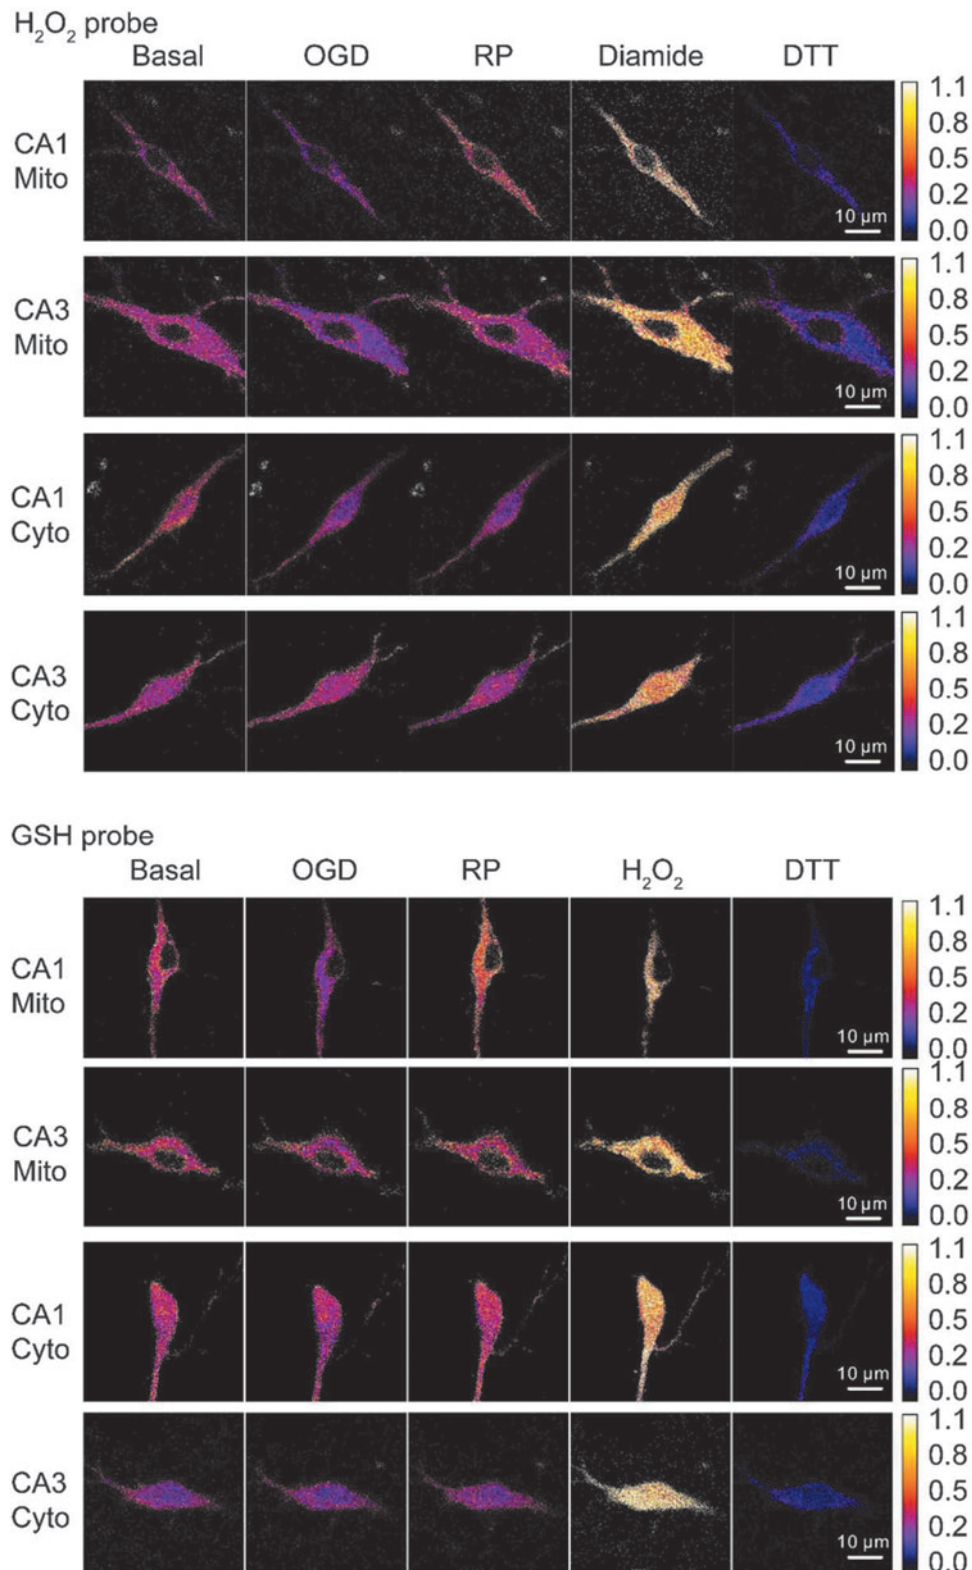 H₂O₂ probe
Basal OGD RP Diamide DTT
CA1 Mito
1.1
0.8
0.5
0.2
0.0
10 µm
CA3 Mito
1.1
0.8
0.5
0.2
0.0
10 µm
CA1 Cyto
1.1
0.8
0.5
0.2
0.0
10 µm
CA3 Cyto
1.1
0.8
0.5
0.2
0.0
10 µm
GSH probe
Basal OGD RP H₂O₂ DTT
CA1 Mito
1.1
0.8
0.5
0.2
0.0
10 µm
CA3 Mito
1.1
0.8
0.5
0.2
0.0
10 µm
CA1 Cyto
1.1
0.8
0.5
0.2
0.0
10 µm
CA3 Cyto
1.1
0.8
0.5
0.2
0.0
10 µm